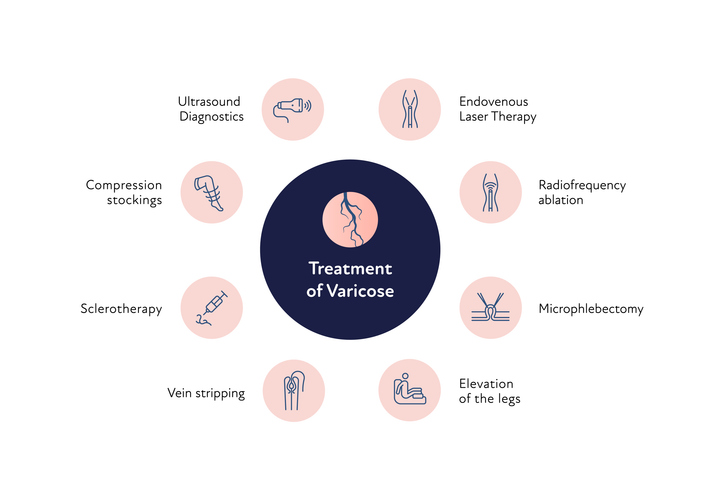 Ultrasound
Diagnostics
Endovenous
Laser Therapy
Compression
stockings
Radiofrequency
ablation
Treatment
of Varicose
Sclerotherapy
Microphlebectomy
Vein stripping
Elevation
of the legs